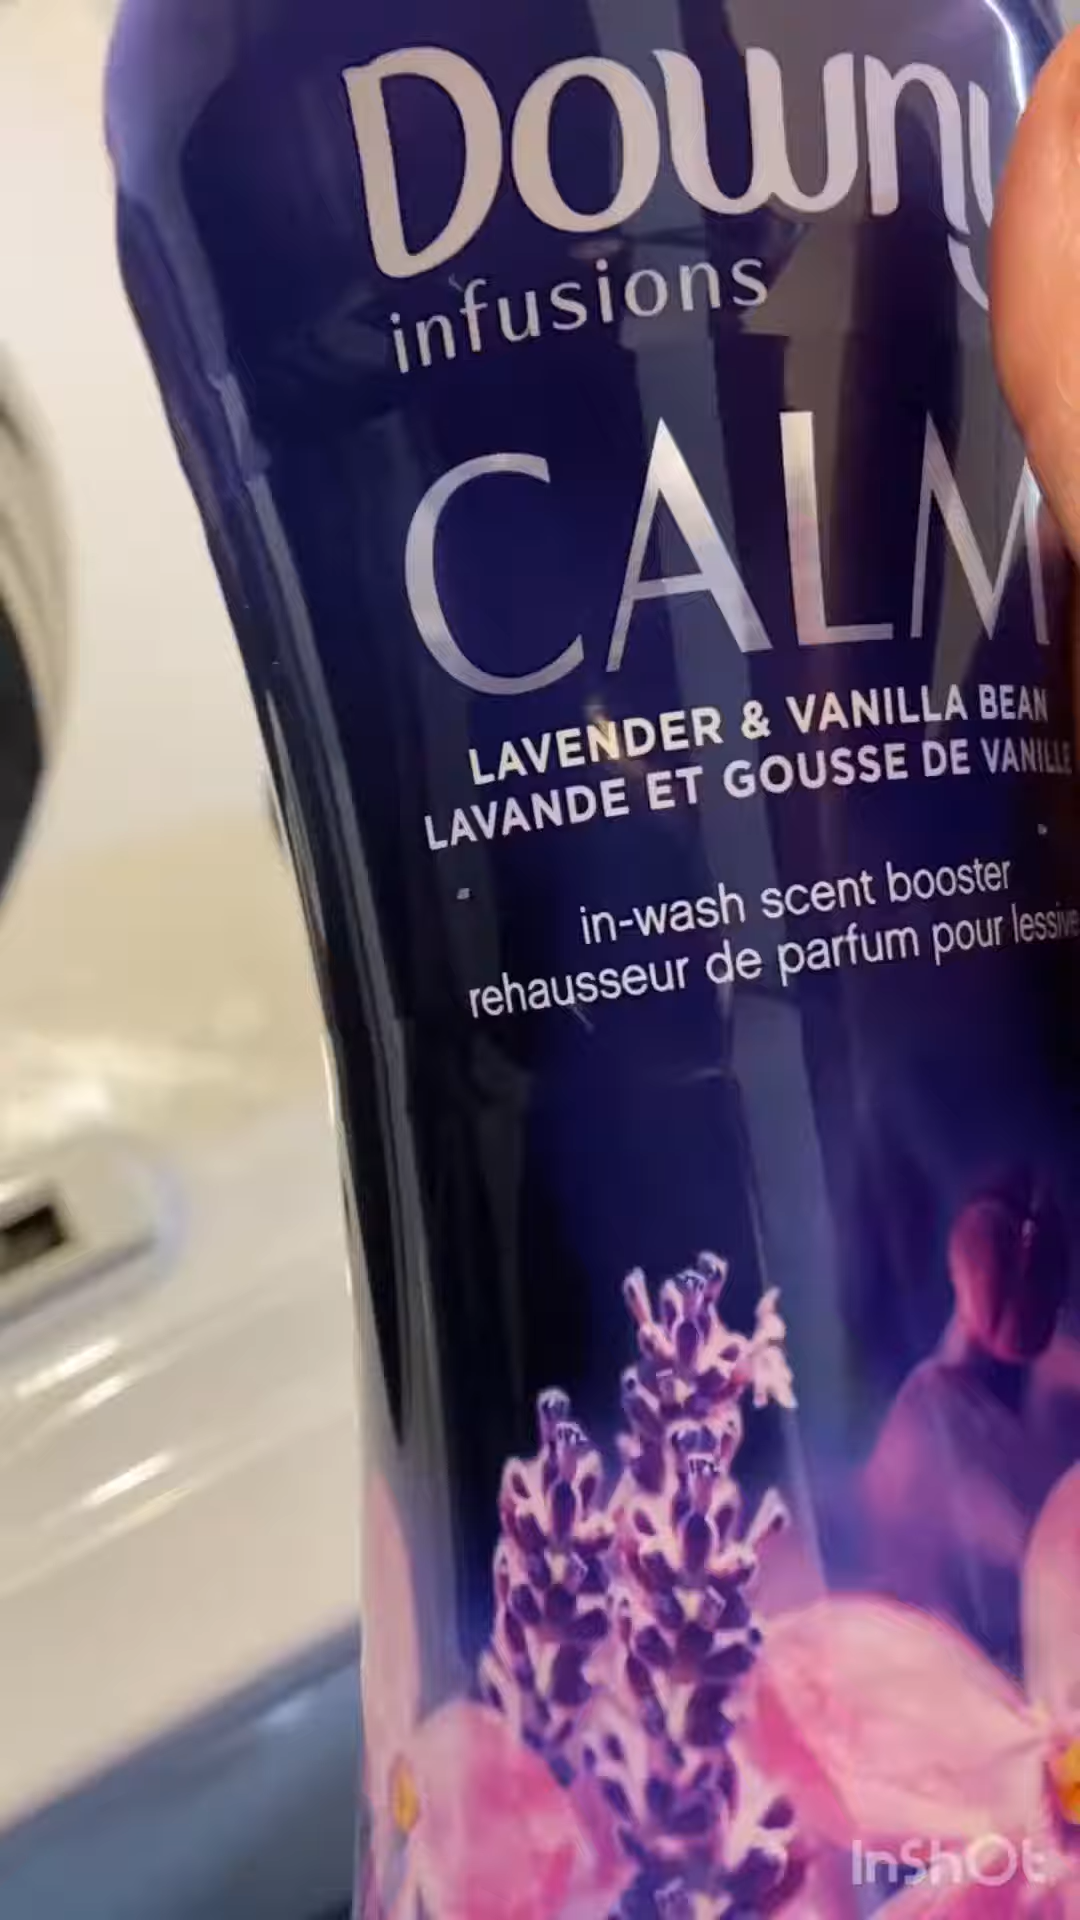 Downy
infusions
CALM
LAVENDER & VANILLA BEAN
LAVANDE ET GOUSSE DE VANILLE
in-wash scent booster
rehausseur de parfum pour lessive
InShOt